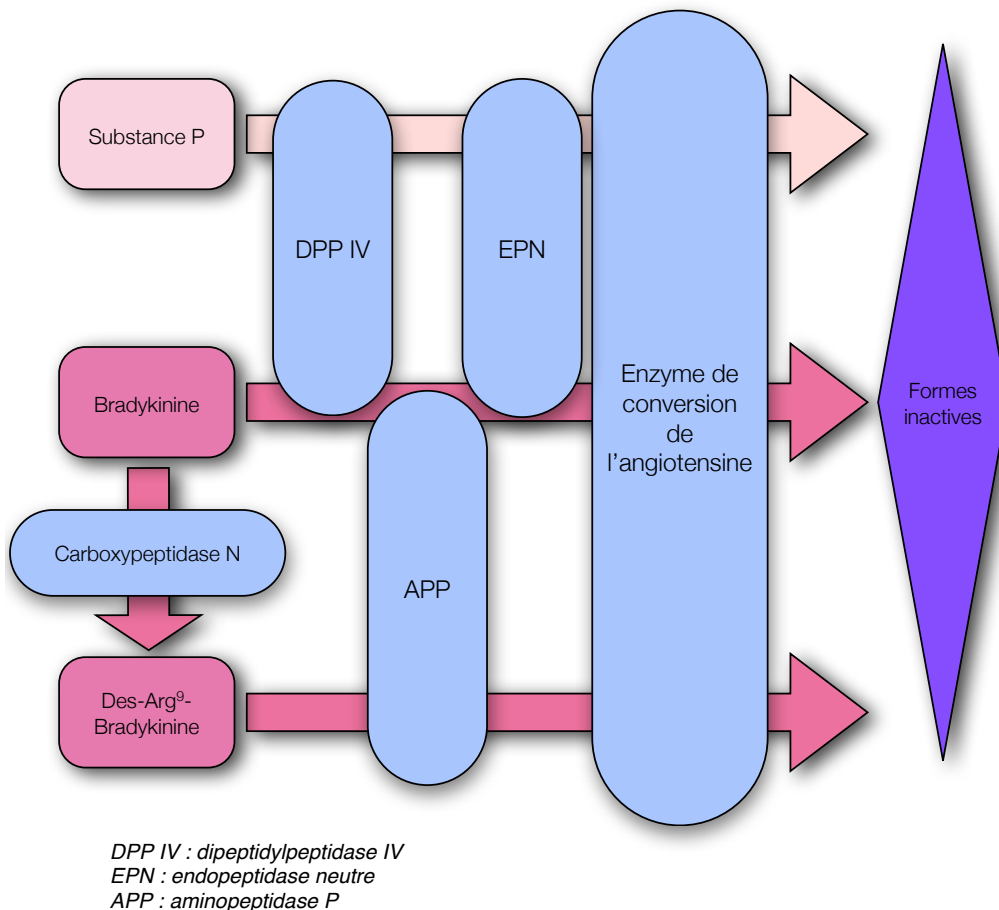 Substance P
DPP IV
EPN
Bradykinine
Enzyme de
conversion
de
l'angiotensine
Formes
inactives
Carboxypeptidase N
APP
Des-Arg⁹-
Bradykinine
DPP IV : dipeptidylpeptidase IV
EPN : endopeptidase neutre
APP : aminopeptidase P